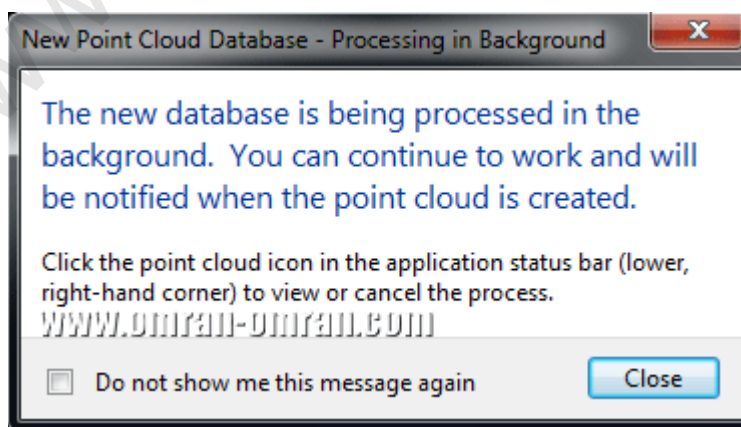 New Point Cloud Database - Processing in Background
The new database is being processed in the
background. You can continue to work and will
be notified when the point cloud is created.
Click the point cloud icon in the application status bar (lower,
right-hand corner) to view or cancel the process.
www.omran-omran.com
Do not show me this message again
Close